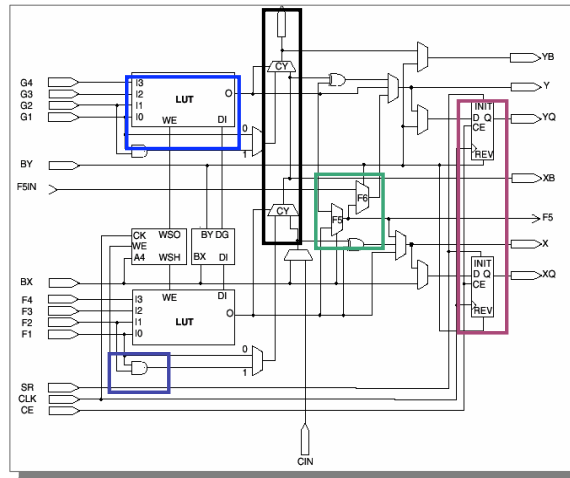 CY
YB
G4
I3
G3
I2
LUT
Y
G2
I1
O
G1
I0
INIT
D Q
YQ
WE
DI
0
CE
1
BY
REV
XB
F5IN
F6
CY
F5
F5
CK
WSO
BY DG
WE
X
A4
WSH
BX
DI
INIT
BX
WE
DI
D Q
XQ
F4
I3
CE
F3
I2
LUT
O
F2
I1
REV
F1
I0
0
1
SR
CLK
CE
CIN